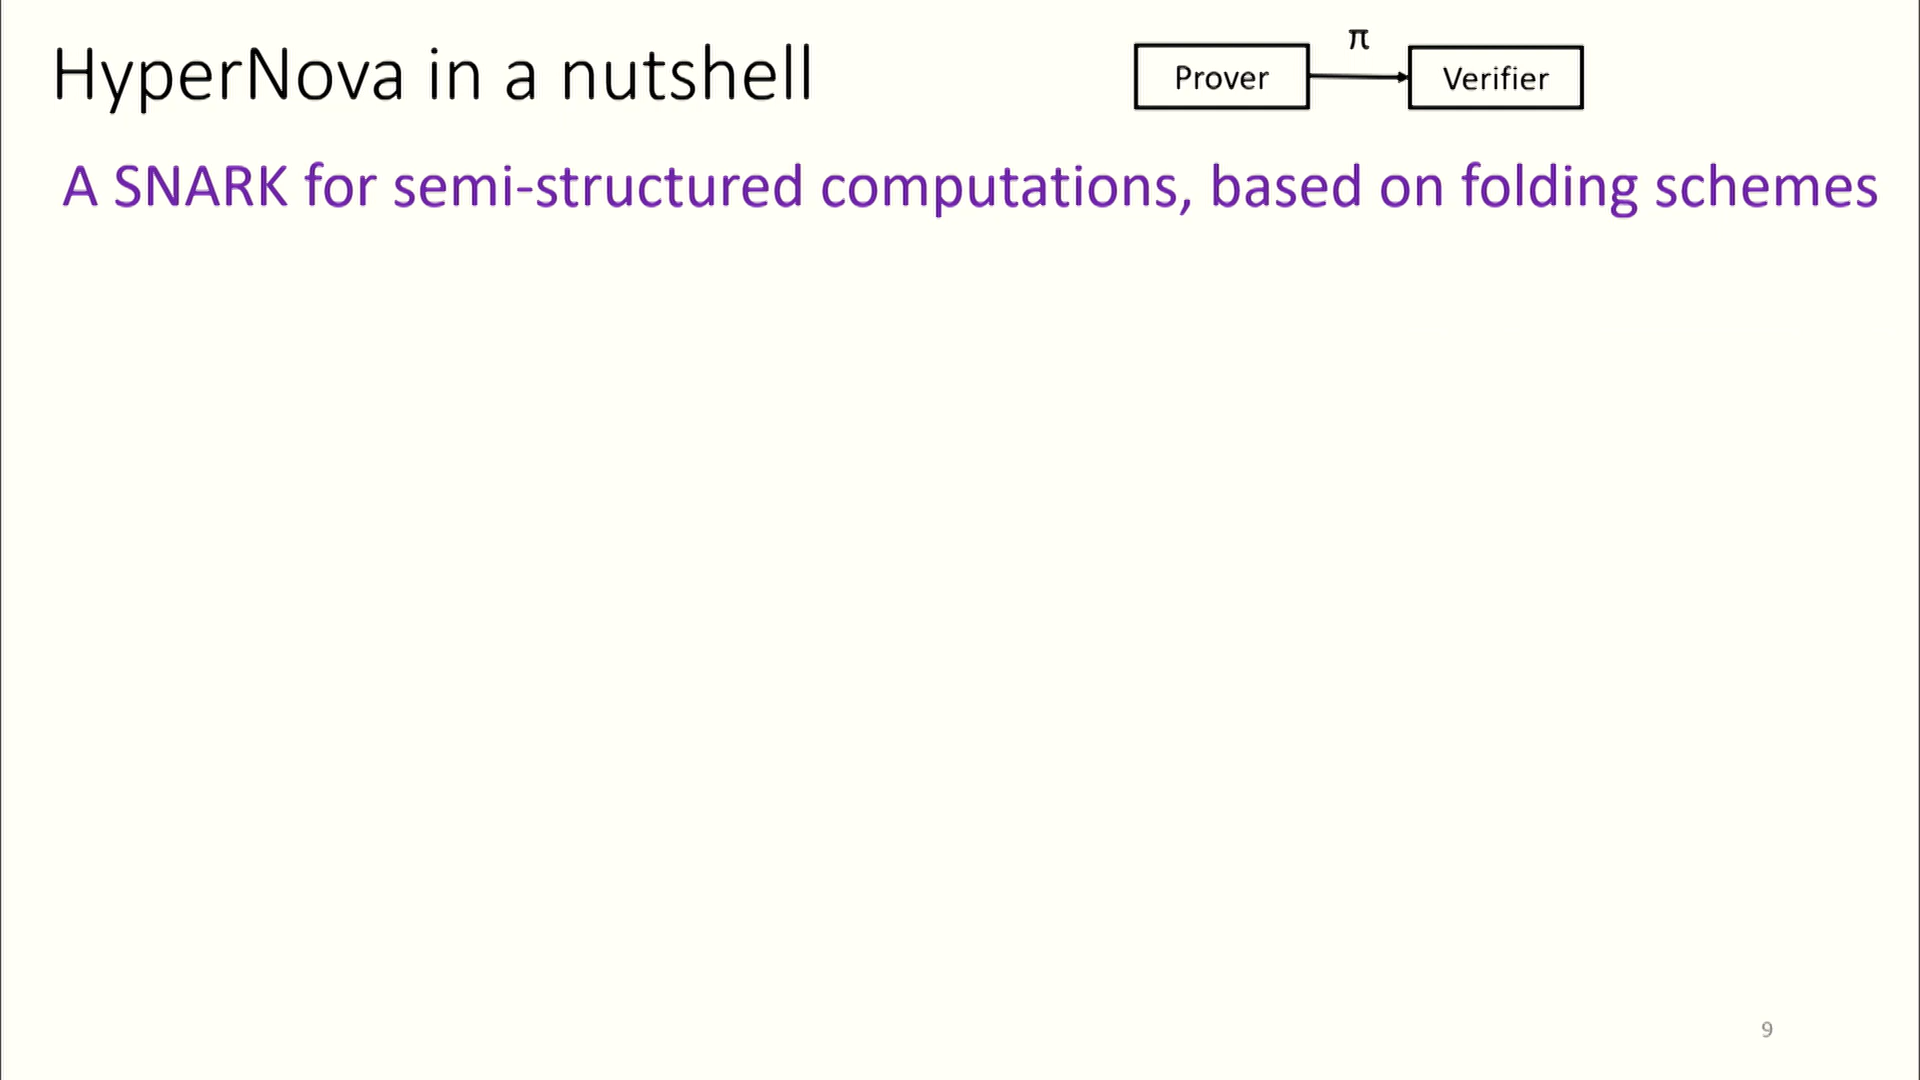 HyperNova in a nutshell
Prover
π
Verifier
A SNARK for semi-structured computations, based on folding schemes
9